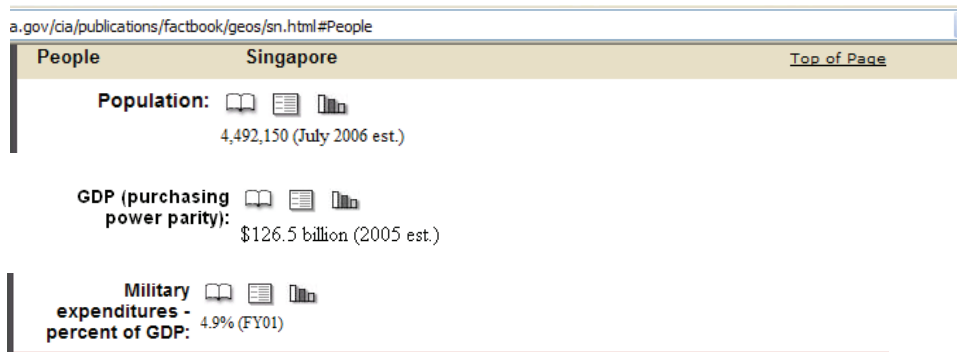 a.gov/cia/publications/factbook/geos/sn.html#People
People Singapore Top of Page
Population:
4,492,150 (July 2006 est.)
GDP (purchasing
power parity):
$126.5 billion (2005 est.)
Military
expenditures -
percent of GDP:
4.9% (FY01)